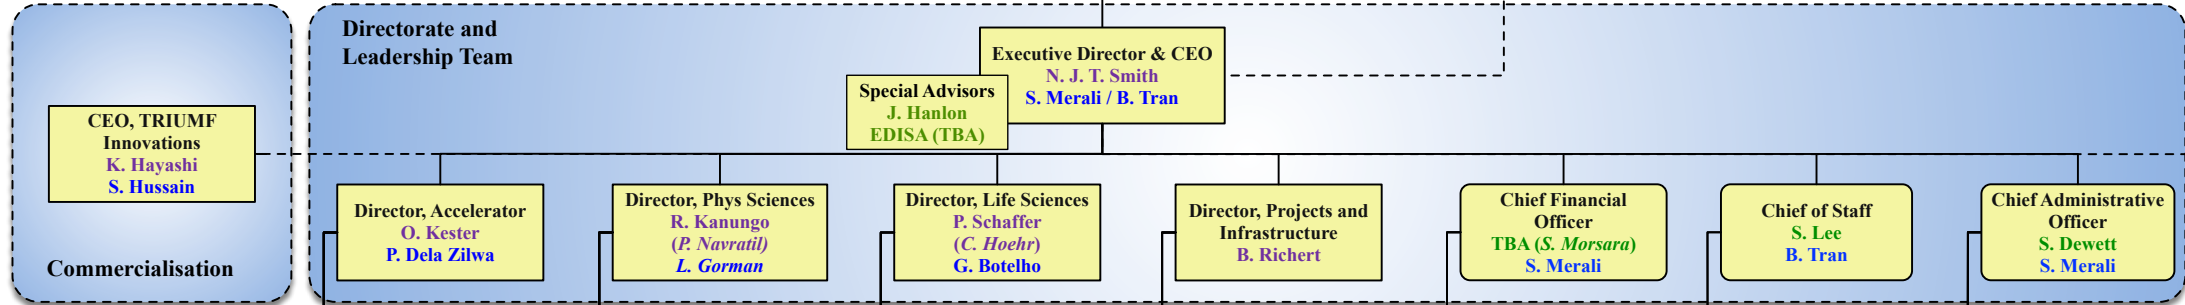 Directorate and
Leadership Team
Executive Director & CEO
N. J. T. Smith
S. Merali / B. Tran
Special Advisors
J. Hanlon
EDISA (TBA)
CEO, TRIUMF
Innovations
K. Hayashi
S. Hussain
Commercialisation
Director, Accelerator
O. Kester
P. Dela Zilwa
Director, Phys Sciences
R. Kanungo
(P. Navratil)
L. Gorman
Director, Life Sciences
P. Schaffer
(C. Hoehr)
G. Botelho
Director, Projects and
Infrastructure
B. Richert
Chief Financial
Officer
TBA (S. Morsara)
S. Merali
Chief of Staff
S. Lee
B. Tran
Chief Administrative
Officer
S. Dewett
S. Merali